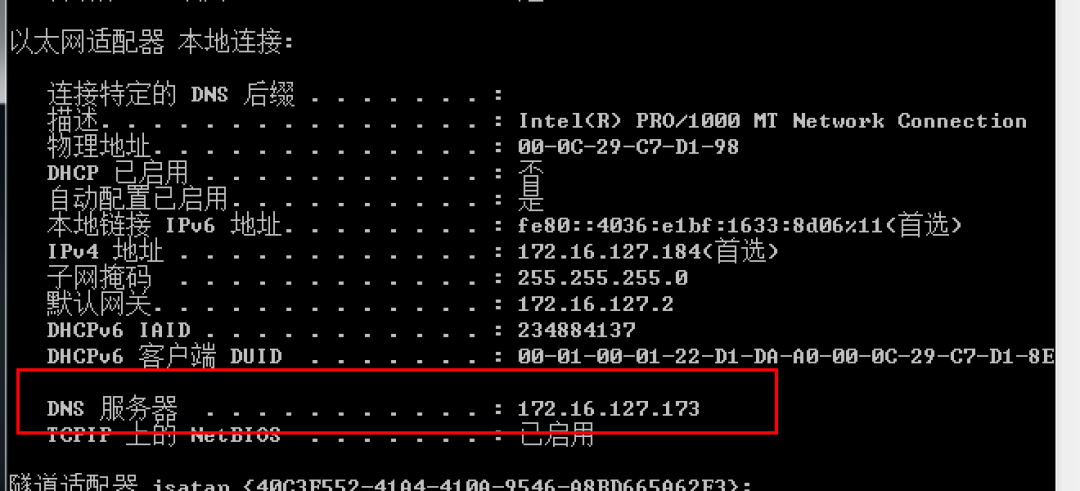 以太网适配器 本地连接:
连接特定的 DNS 后缀 . . . . . . . :
描述. . . . . . . . . . . . . . . : Intel(R) PRO/1000 MT Network Connection
物理地址. . . . . . . . . . . . . : 00-0C-29-C7-D1-98
DHCP 已启用 . . . . . . . . . . . : 否
自动配置已启用. . . . . . . . . . : 是
本地链接 IPv6 地址. . . . . . . . : fe80::4036:e1bf:1633:8d06%11(首选)
IPv4 地址 . . . . . . . . . . . . : 172.16.127.184(首选)
子网掩码 . . . . . . . . . . . . : 255.255.255.0
默认网关. . . . . . . . . . . . . : 172.16.127.2
DHCPv6 IAID . . . . . . . . . . . : 234884137
DHCPv6 客户端 DUID . . . . . . . : 00-01-00-01-22-D1-DA-A0-00-0C-29-C7-D1-8E
DNS 服务器 . . . . . . . . . . . : 172.16.127.173
TCPIP 上的 NetBIOS . . . . . . . : 已启用
隧道适配器 isatap.{40C3F552-41A4-410A-9546-A8BD665A62F3}: